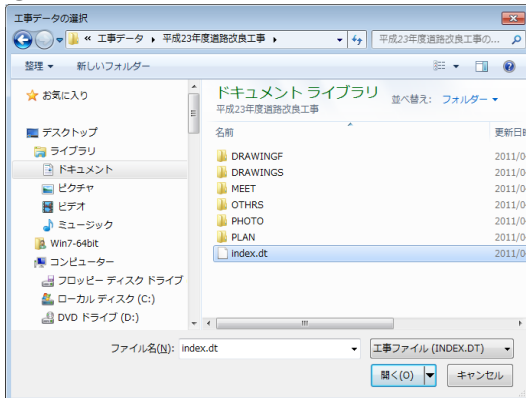 工事データの選択
« 工事データ ▸ 平成23年度道路改良工事 ▸
平成23年度道路改良工事の...
整理 ▼ 新しいフォルダー
お気に入り
デスクトップ
ライブラリ
ドキュメント
ピクチャ
ビデオ
ミュージック
Win7-64bit
コンピューター
フロッピー ディスク ドライブ
ローカル ディスク (C:)
DVD ドライブ (D:)
ドキュメント ライブラリ
平成23年度道路改良工事
並べ替え: フォルダー ▼
名前 更新日時
DRAWINGF 2011/0
DRAWINGS 2011/0
MEET 2011/0
OTHRS 2011/0
PHOTO 2011/0
PLAN 2011/0
index.dt 2011/0
ファイル名(N): index.dt
工事ファイル (INDEX.DT)
開く(O) キャンセル